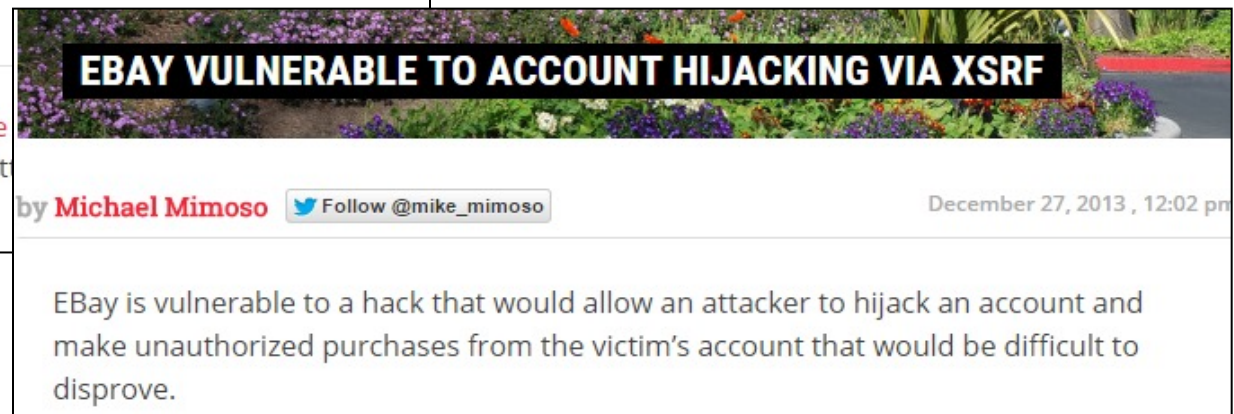 EBAY VULNERABLE TO ACCOUNT HIJACKING VIA XSRF
by Michael Mimoso Follow @mike_mimoso December 27, 2013 , 12:02 pm
EBay is vulnerable to a hack that would allow an attacker to hijack an account and
make unauthorized purchases from the victim's account that would be difficult to
disprove.